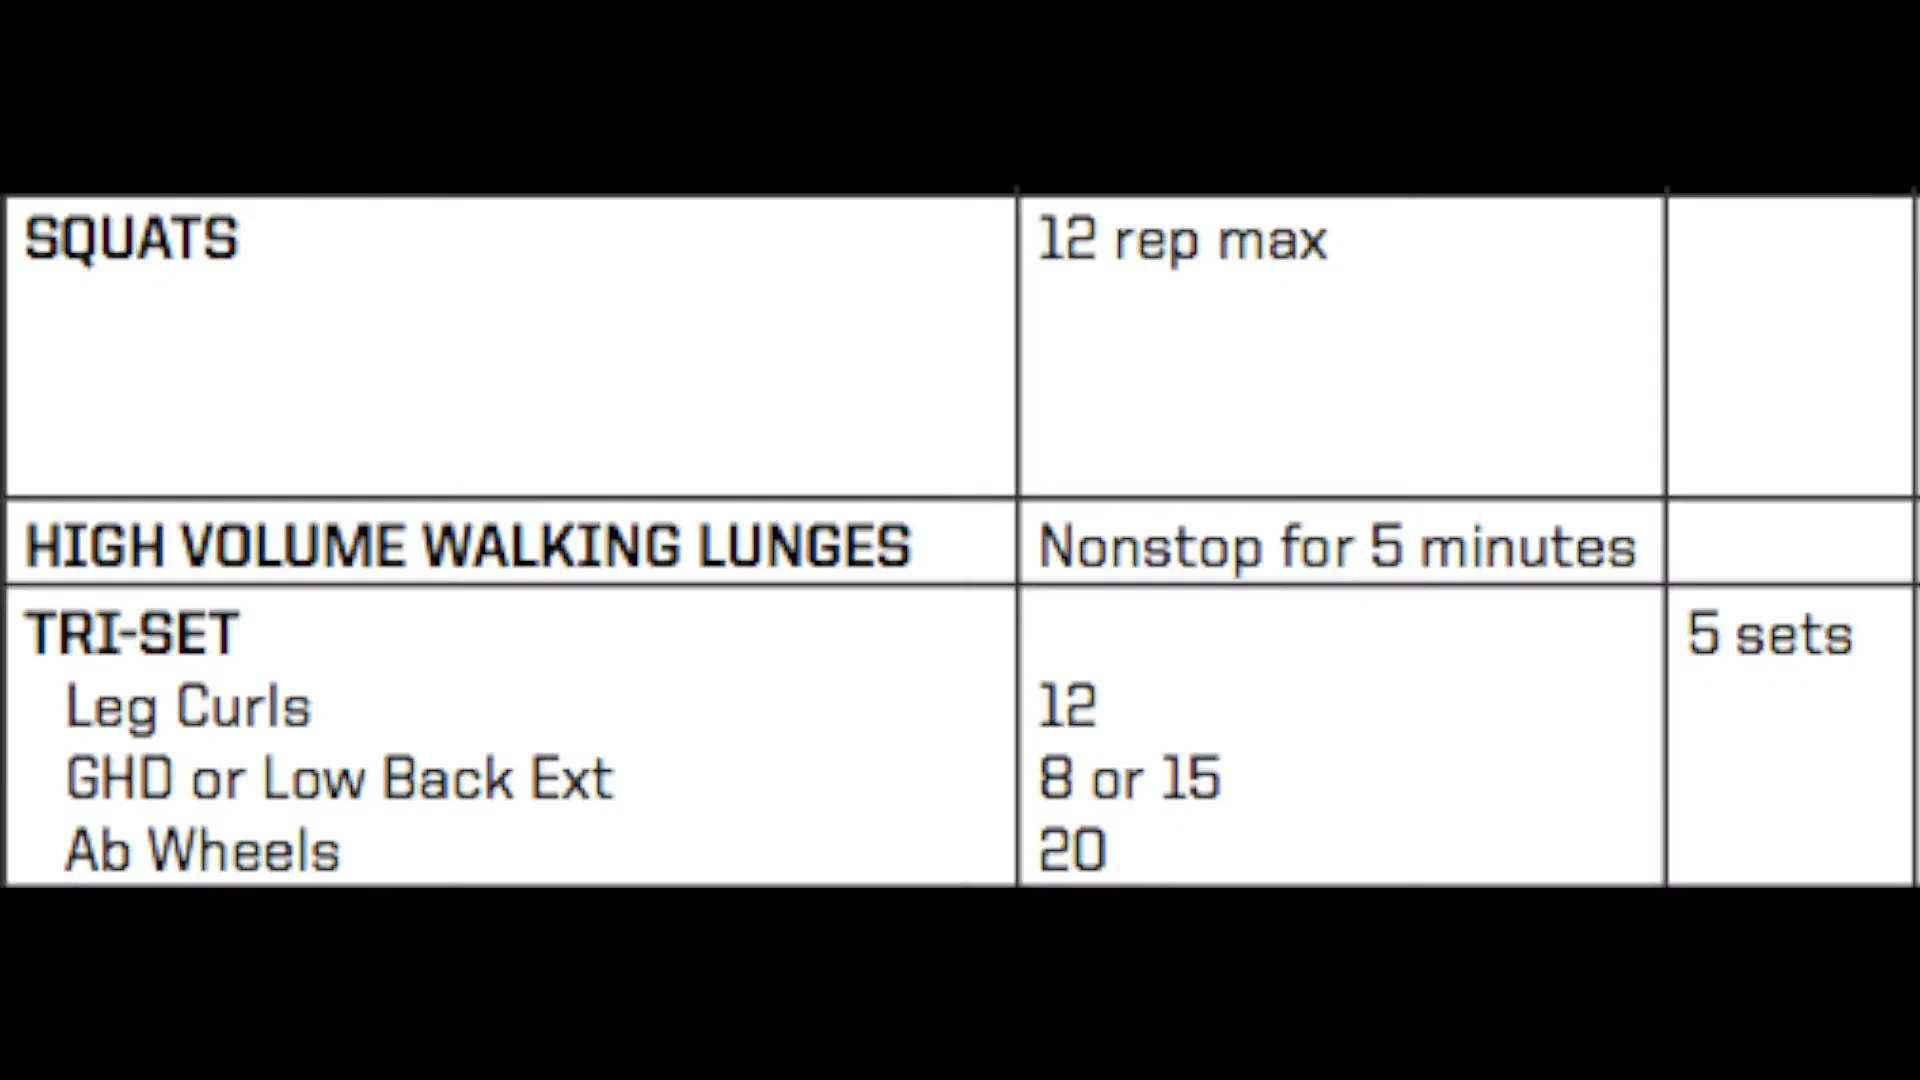 SQUATS 12 rep max
HIGH VOLUME WALKING LUNGES Nonstop for 5 minutes
TRI-SET 5 sets
Leg Curls 12
GHD or Low Back Ext 8 or 15
Ab Wheels 20